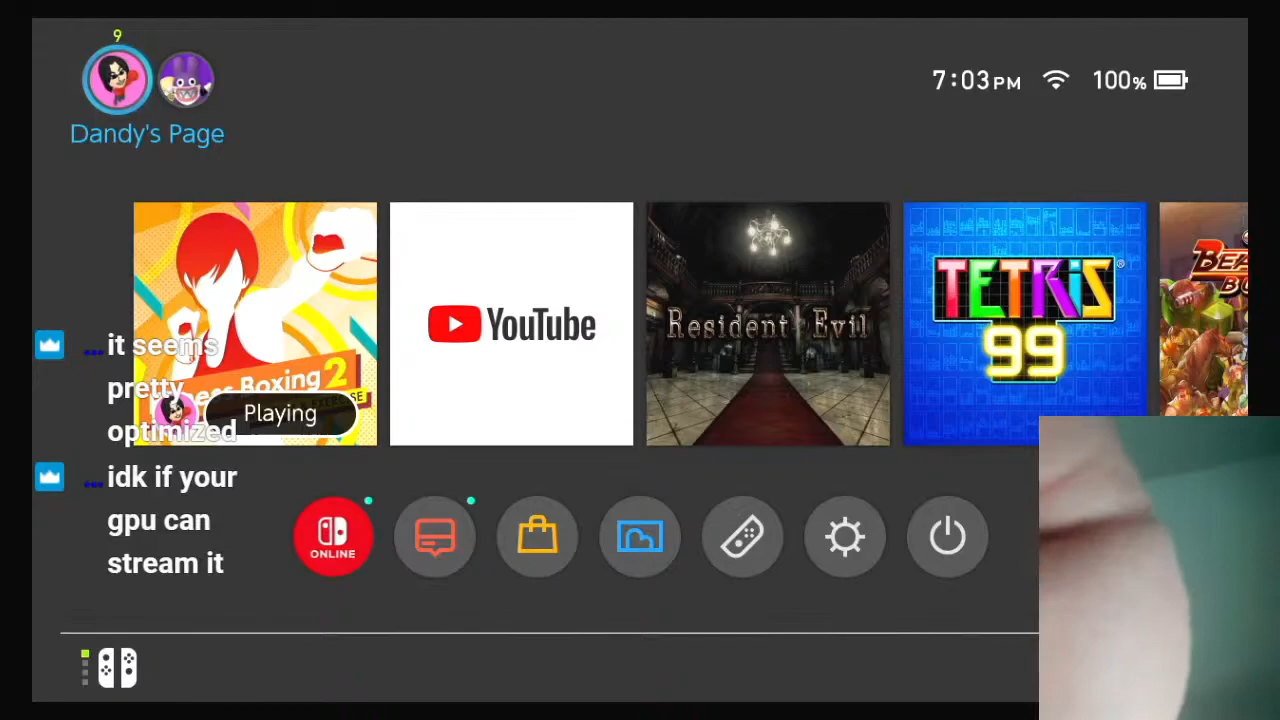 9
7:03PM
100%
Dandy's Page
YouTube
Resident Evil
TETRIS®
99
Boxing 2
Playing
...it seems
pretty
optimized
...idk if your
gpu can
stream it
ONLINE